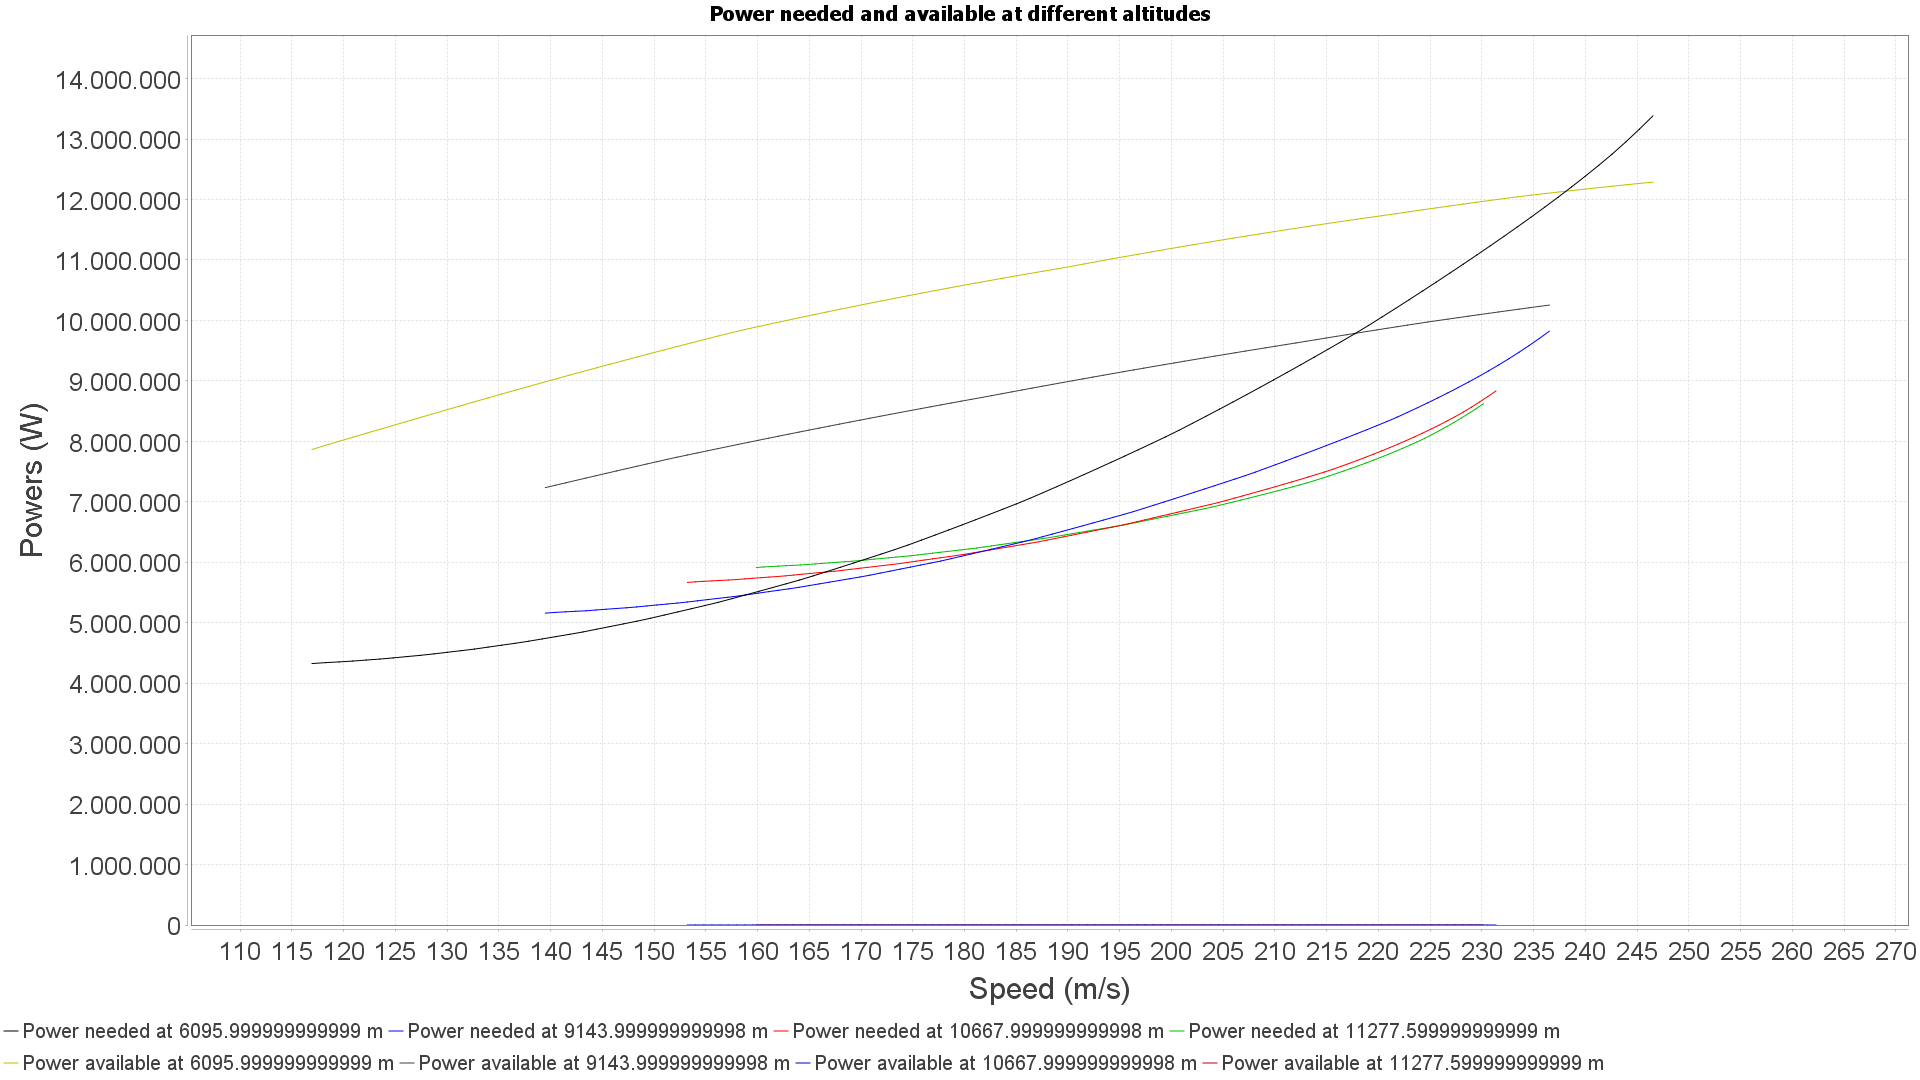 Power needed and available at different altitudes
14.000.000
13.000.000
12.000.000
11.000.000
10.000.000
9.000.000
8.000.000
7.000.000
6.000.000
5.000.000
4.000.000
3.000.000
2.000.000
1.000.000
0
Powers (W)
110 115 120 125 130 135 140 145 150 155 160 165 170 175 180 185 190 195 200 205 210 215 220 225 230 235 240 245 250 255 260 265 270
Speed (m/s)
Power needed at 6095.999999999999 m Power needed at 9143.999999999998 m Power needed at 10667.999999999998 m Power needed at 11277.599999999999 m
Power available at 6095.999999999999 m Power available at 9143.999999999998 m Power available at 10667.999999999998 m Power available at 11277.599999999999 m